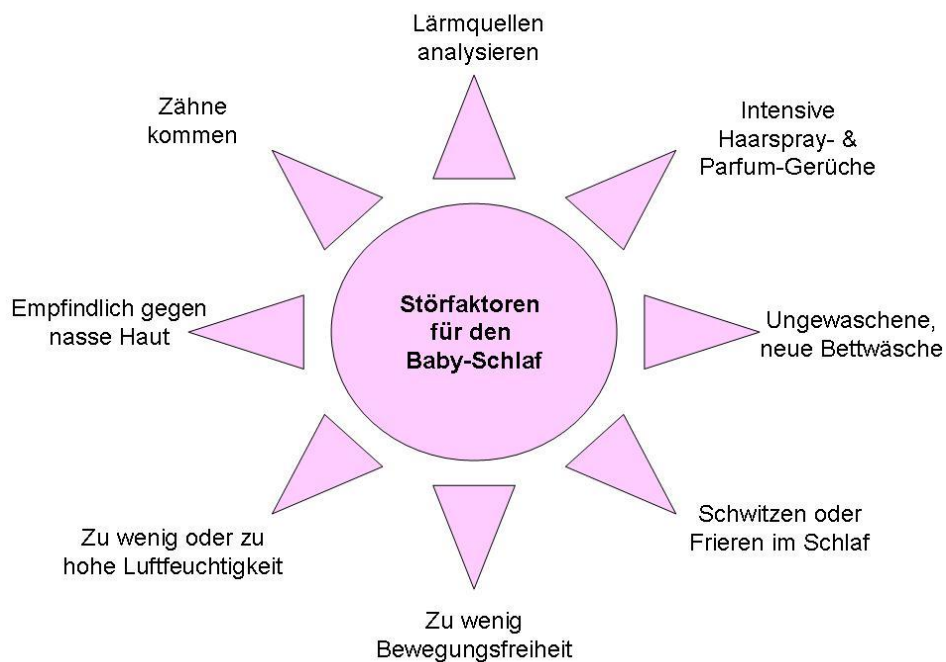 Lärmquellen
analysieren
Intensive
Haarspray- &
Parfum-Gerüche
Ungewaschene,
neue Bettwäsche
Schwitzen oder
Frieren im Schlaf
Zu wenig
Bewegungsfreiheit
Zu wenig oder zu
hohe Luftfeuchtigkeit
Empfindlich gegen
nasse Haut
Zähne
kommen
Störfaktoren
für den
Baby-Schlaf